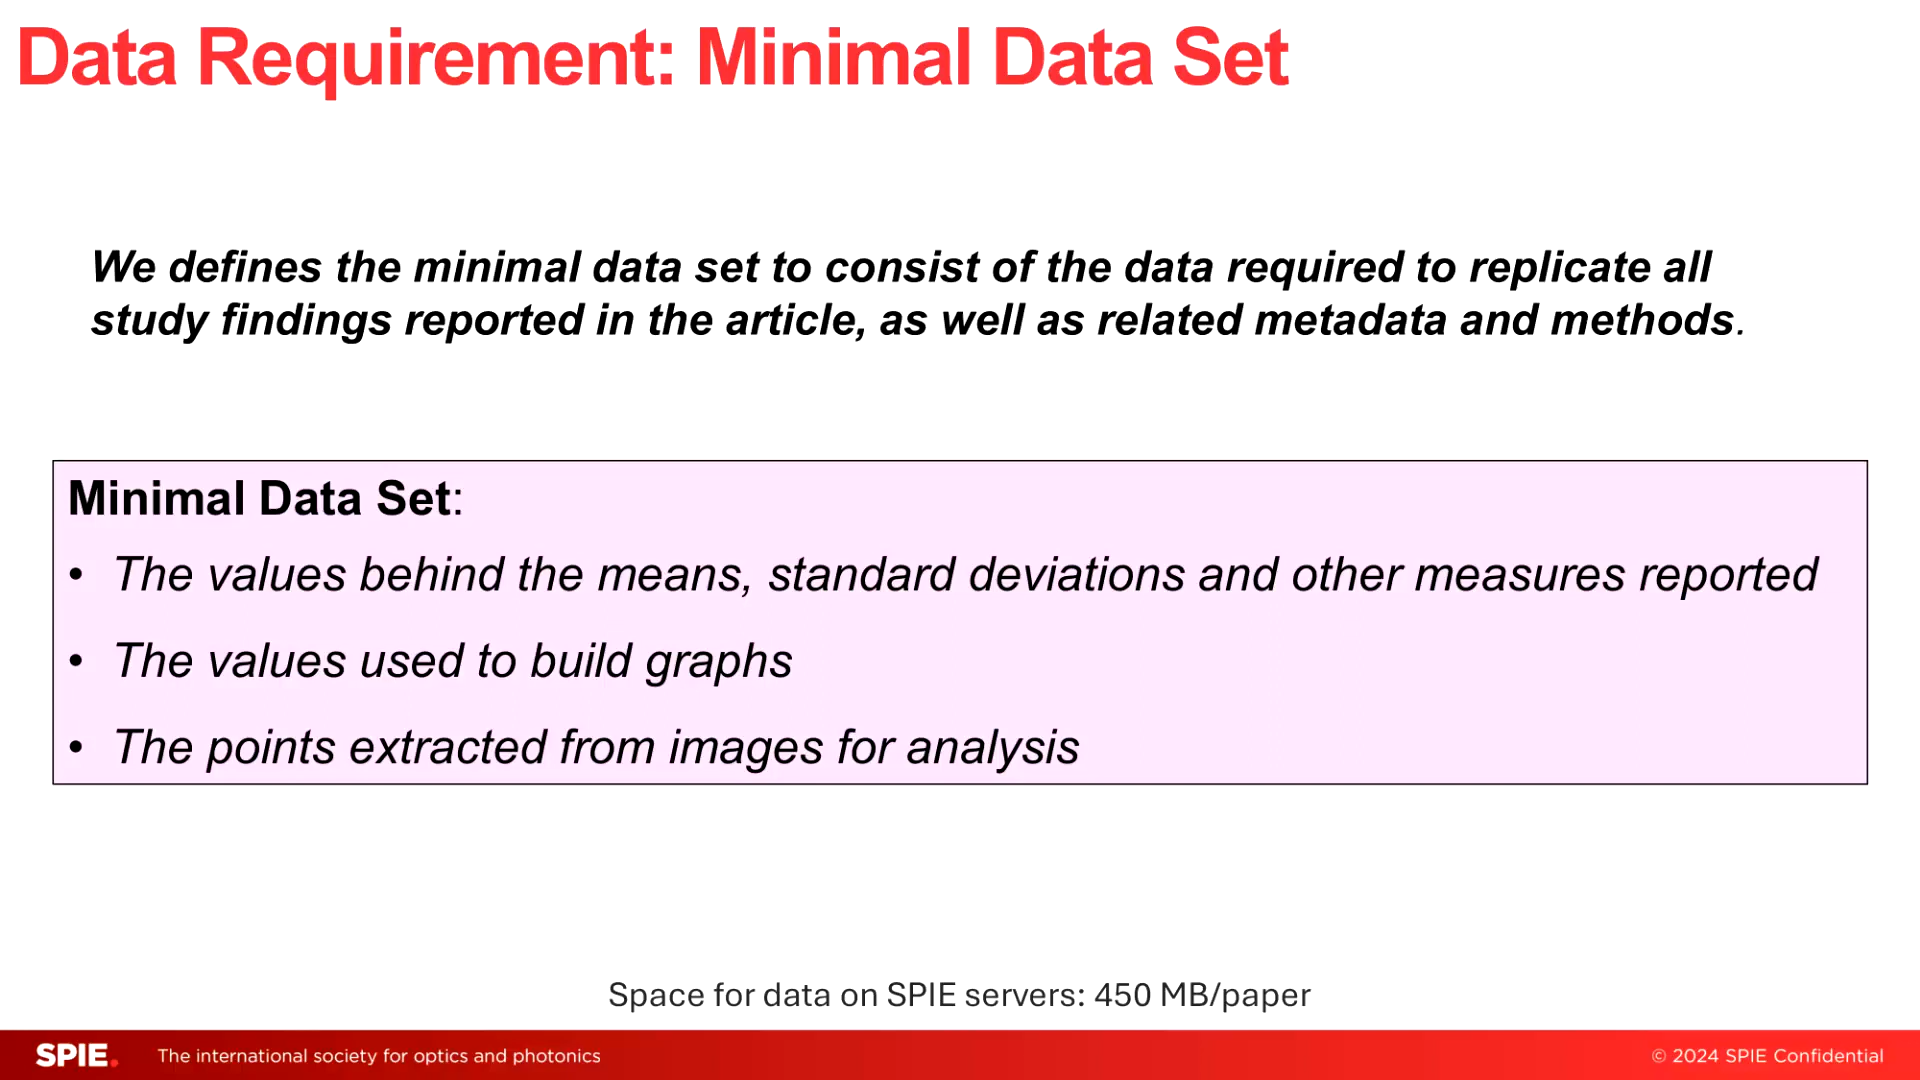 Data Requirement: Minimal Data Set
We defines the minimal data set to consist of the data required to replicate all
study findings reported in the article, as well as related metadata and methods.
Minimal Data Set:
• The values behind the means, standard deviations and other measures reported
• The values used to build graphs
• The points extracted from images for analysis
Space for data on SPIE servers: 450 MB/paper
SPIE. The international society for optics and photonics © 2024 SPIE Confidential